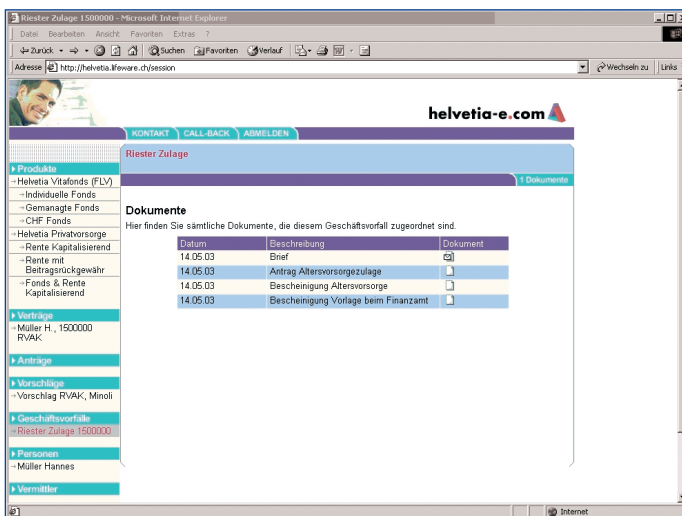 Riester Zulage 1500000 - Microsoft Internet Explorer
Datei Bearbeiten Ansicht Favoriten Extras ?
Zurück Suchen Favoriten Verlauf
Adresse http://helvetia.lifeware.ch/session Wechseln zu Links
helvetia-e.com
KONTAKT CALL-BACK ABMELDEN
Riester Zulage
1 Dokumente
Produkte
Helvetia Vitafonds (FLV)
Individuelle Fonds
Gemanagte Fonds
CHF Fonds
Helvetia Privatvorsorge
Rente Kapitalisierend
Rente mit
Beitragsrückgewähr
Fonds & Rente
Kapitalisierend
Verträge
Müller H., 1500000
RVAK
Anträge
Vorschläge
Vorschlag RVAK, Minoli
Geschäftsvorfälle
Riester Zulage 1500000
Personen
Müller Hannes
Vermittler
Dokumente
Hier finden Sie sämtliche Dokumente, die diesem Geschäftsvorfall zugeordnet sind.
Datum Beschreibung Dokument
14.05.03 Brief
14.05.03 Antrag Altersvorsorgezulage
14.05.03 Bescheinigung Altersvorsorge
14.05.03 Bescheinigung Vorlage beim Finanzamt
Internet